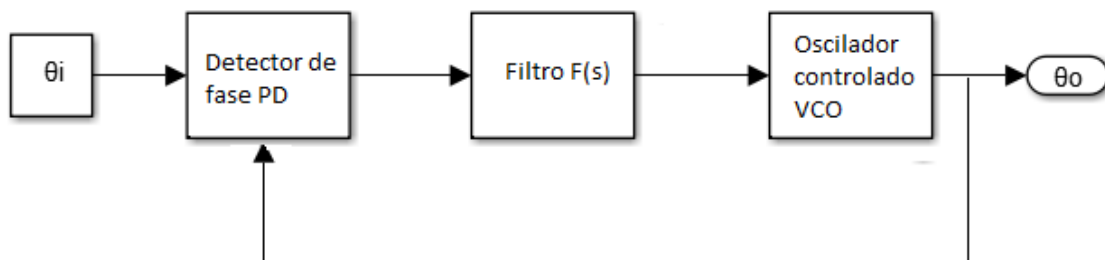 θi
Detector de
fase PD
Filtro F(s)
Oscilador
controlado
VCO
θo